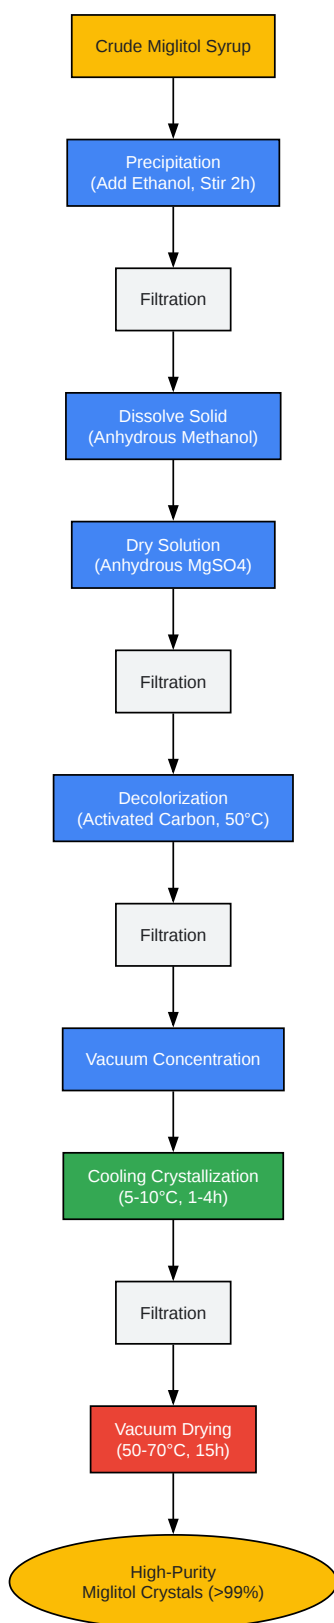 Crude Miglitol Syrup
Precipitation
(Add Ethanol, Stir 2h)
Filtration
Dissolve Solid
(Anhydrous Methanol)
Dry Solution
(Anhydrous MgSO4)
Filtration
Decolorization
(Activated Carbon, 50°C)
Filtration
Vacuum Concentration
Cooling Crystallization
(5-10°C, 1-4h)
Filtration
Vacuum Drying
(50-70°C, 15h)
High-Purity
Miglitol Crystals (>99%)